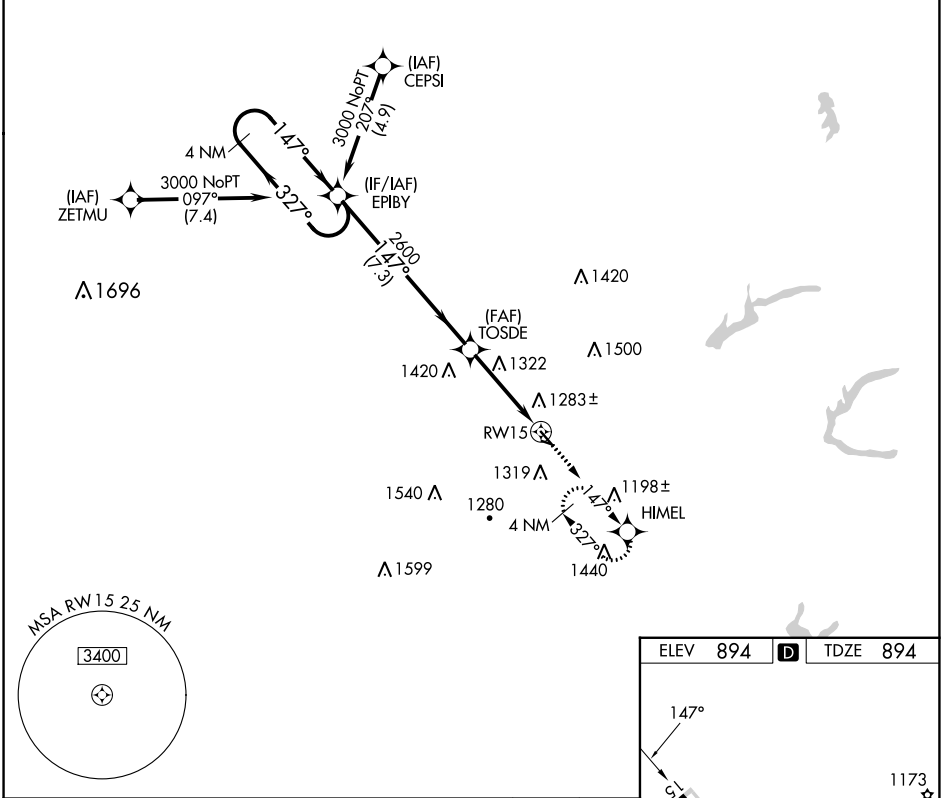 (IAF)
CEPSI
3000 NoPT
207°
(4.9)
4 NM
147°
327°
(IAF)
ZETMU
3000 NoPT
097°
(7.4)
(IF/IAF)
EPIBY
2600
147°
(7.3)
1696
1420
(FAF)
TOSDE
1500
1420
1322
1283±
RW15
1319
1540
1280
1198±
147°
HIMEL
4 NM
327°
1440
1599
MSA RW15 25 NM
3400
ELEV 894 D TDZE 894
147°
15
1173